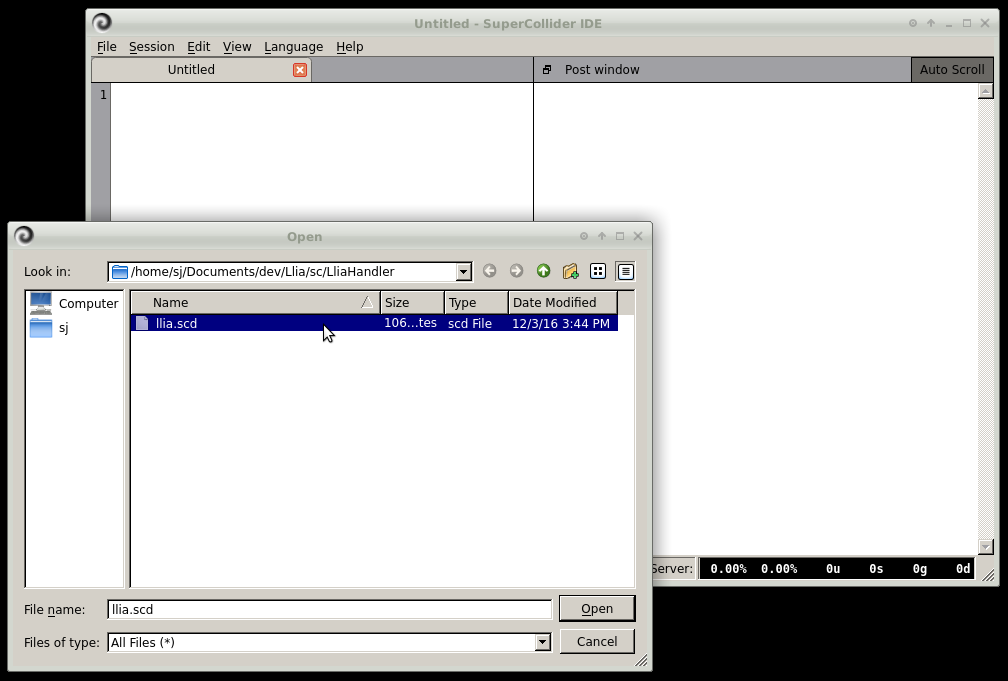 Untitled - SuperCollider IDE
File Session Edit View Language Help
Untitled
Post window
Auto Scroll
1
Open
Look in: /home/sj/Documents/dev/Llia/sc/LliaHandler
Computer
sj
Name Size Type Date Modified
llia.scd 106...tes scd File 12/3/16 3:44 PM
Server: 0.00% 0.00% 0u 0s 0g 0d
File name: llia.scd Open
Files of type: All Files (*) Cancel